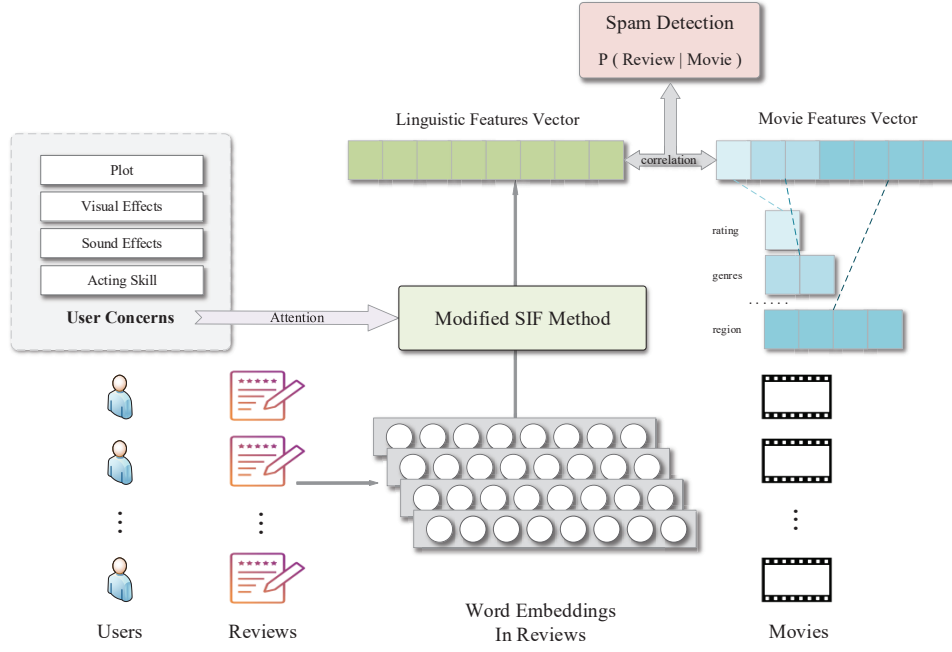 Spam Detection
P ( Review | Movie )
Linguistic Features Vector
Movie Features Vector
correlation
Plot
Visual Effects
Sound Effects
Acting Skill
User Concerns
Attention
Modified SIF Method
rating
genres
......
region
Word Embeddings
In Reviews
Users
Reviews
Movies